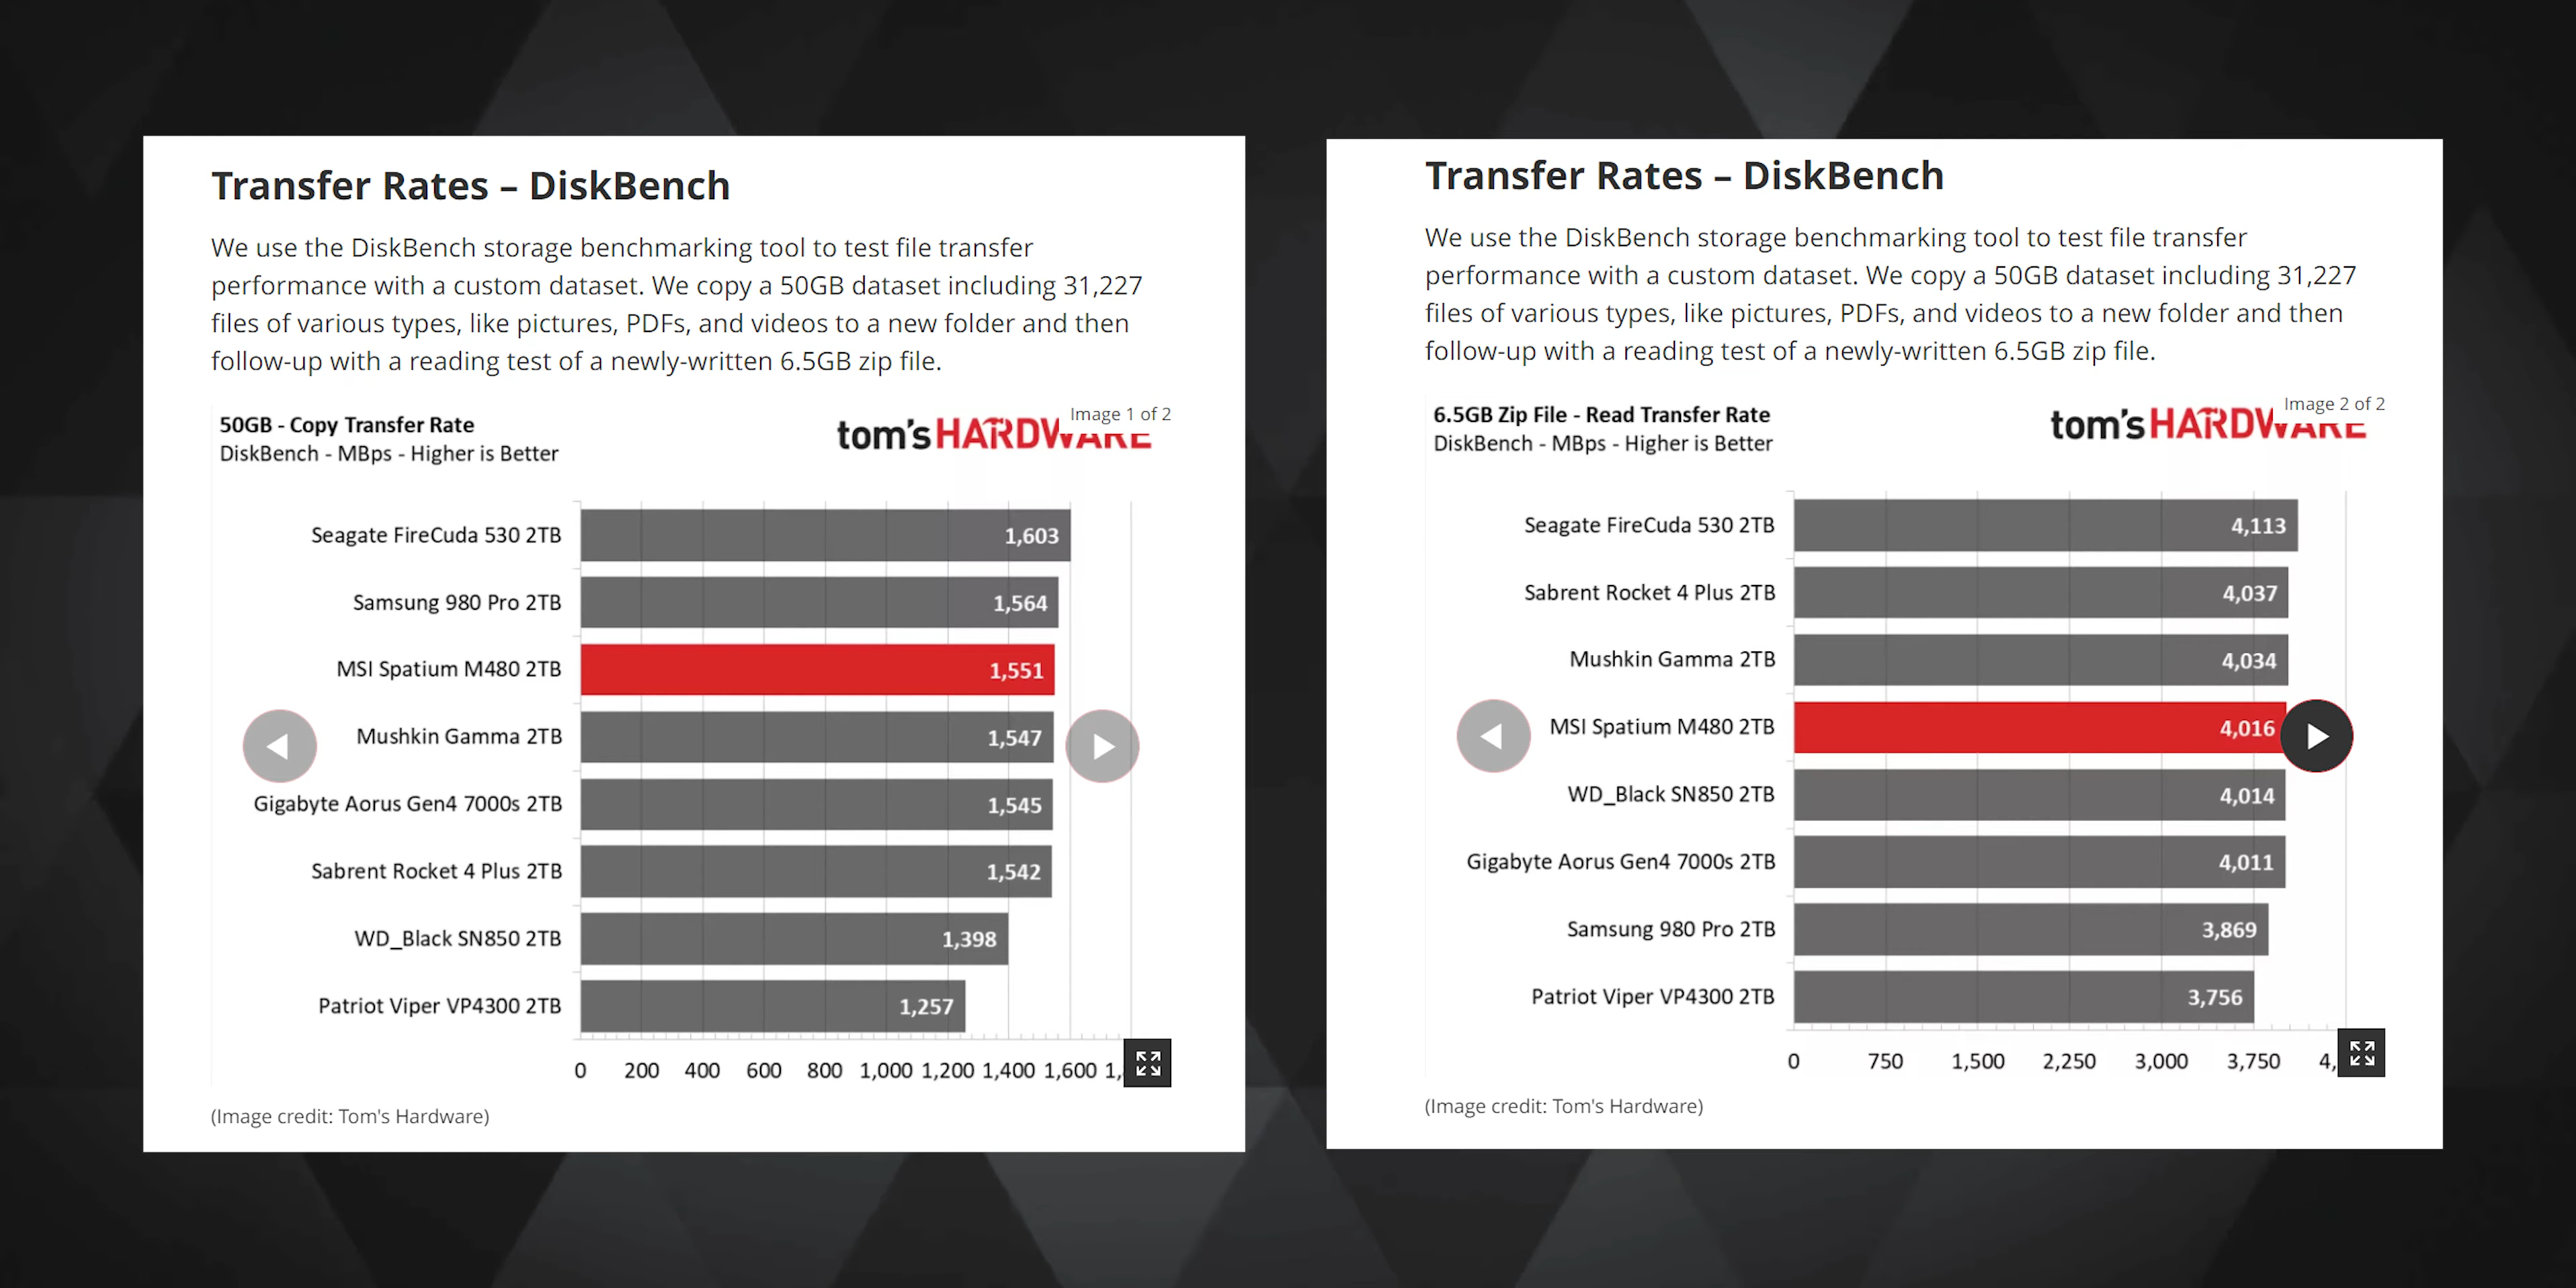 Transfer Rates – DiskBench
We use the DiskBench storage benchmarking tool to test file transfer
performance with a custom dataset. We copy a 50GB dataset including 31,227
files of various types, like pictures, PDFs, and videos to a new folder and then
follow-up with a reading test of a newly-written 6.5GB zip file.
Image 1 of 2
50GB - Copy Transfer Rate
DiskBench - MBps - Higher is Better
tom's HARDWARE
Seagate FireCuda 530 2TB 1,603
Samsung 980 Pro 2TB 1,564
MSI Spatium M480 2TB 1,551
Mushkin Gamma 2TB 1,547
Gigabyte Aorus Gen4 7000s 2TB 1,545
Sabrent Rocket 4 Plus 2TB 1,542
WD_Black SN850 2TB 1,398
Patriot Viper VP4300 2TB 1,257
0 200 400 600 800 1,000 1,200 1,400 1,600
(Image credit: Tom's Hardware)
Transfer Rates – DiskBench
We use the DiskBench storage benchmarking tool to test file transfer
performance with a custom dataset. We copy a 50GB dataset including 31,227
files of various types, like pictures, PDFs, and videos to a new folder and then
follow-up with a reading test of a newly-written 6.5GB zip file.
Image 2 of 2
6.5GB Zip File - Read Transfer Rate
DiskBench - MBps - Higher is Better
tom's HARDWARE
Seagate FireCuda 530 2TB 4,113
Sabrent Rocket 4 Plus 2TB 4,037
Mushkin Gamma 2TB 4,034
MSI Spatium M480 2TB 4,016
WD_Black SN850 2TB 4,014
Gigabyte Aorus Gen4 7000s 2TB 4,011
Samsung 980 Pro 2TB 3,869
Patriot Viper VP4300 2TB 3,756
0 750 1,500 2,250 3,000 3,750
(Image credit: Tom's Hardware)